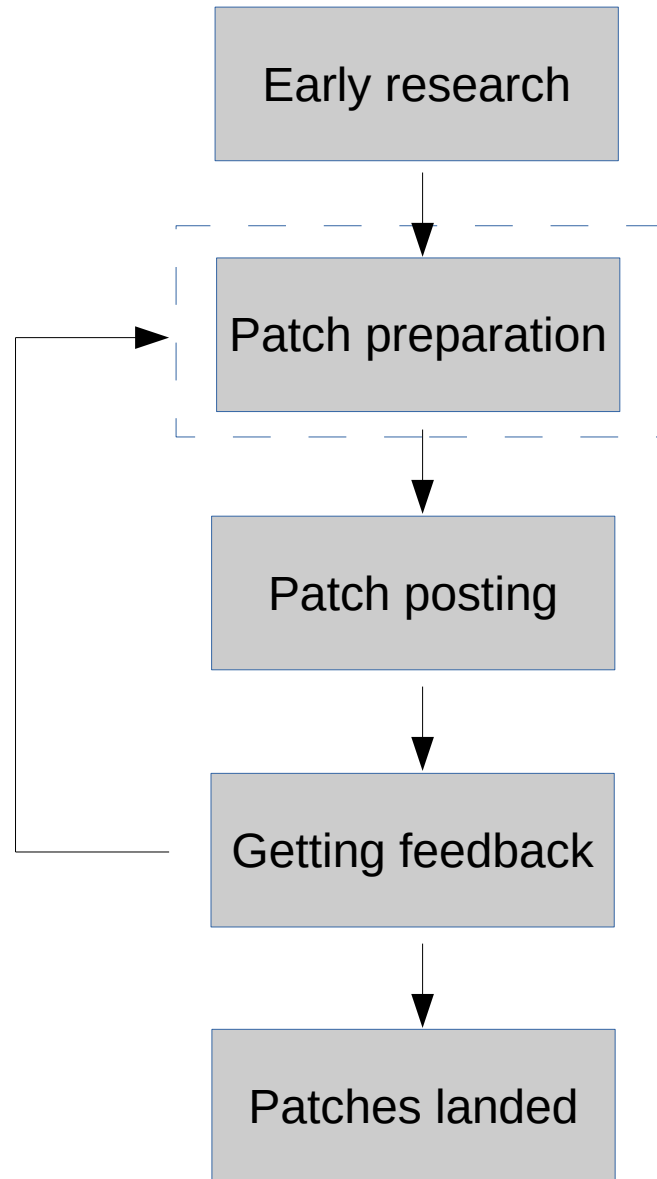 Early research
Patch preparation
Patch posting
Getting feedback
Patches landed